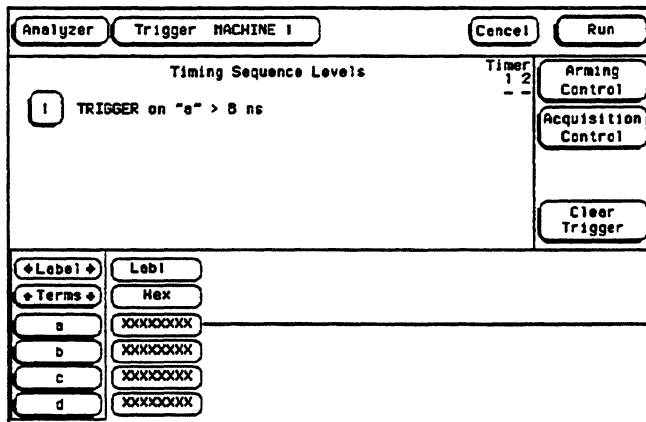 Analyzer Trigger MACHINE 1 Cancel Run
Timing Sequence Levels Timer
1 2
- -
Arming
Control
1 TRIGGER on "a" > 8 ns
Acquisition
Control
Clear
Trigger
←Label→ Lab1
←Terms→ Hex
a XXXXXXXX
b XXXXXXXX
c XXXXXXXX
d XXXXXXXX